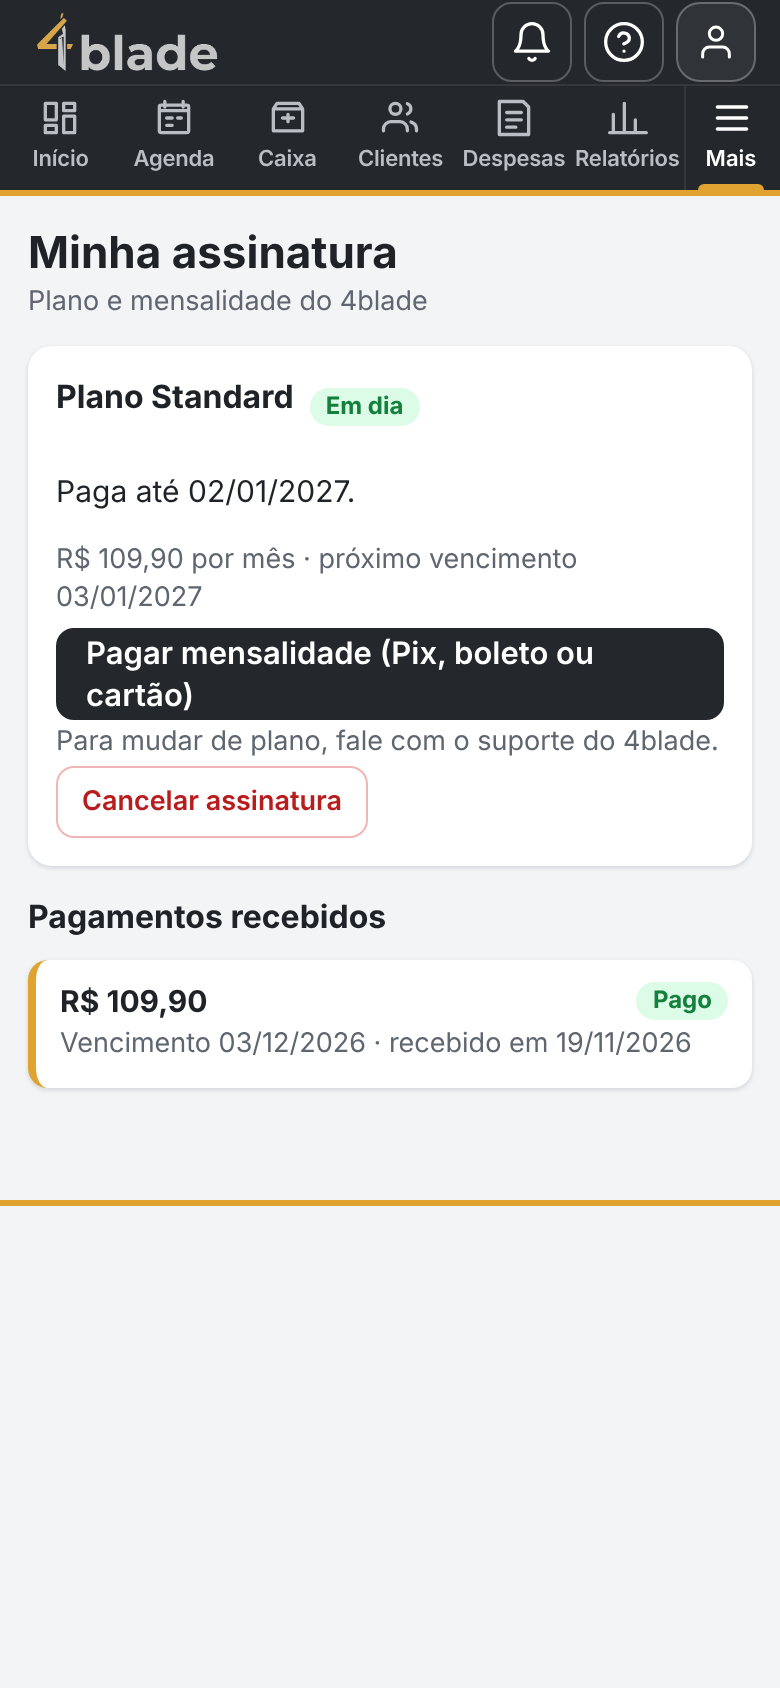 4blade
Início
Agenda
Caixa
Clientes
Despesas
Relatórios
Mais
Minha assinatura
Plano e mensalidade do 4blade
Plano Standard
Em dia
Paga até 02/01/2027.
R$ 109,90 por mês · próximo vencimento
03/01/2027
Pagar mensalidade (Pix, boleto ou
cartão)
Para mudar de plano, fale com o suporte do 4blade.
Cancelar assinatura
Pagamentos recebidos
R$ 109,90
Pago
Vencimento 03/12/2026 · recebido em 19/11/2026